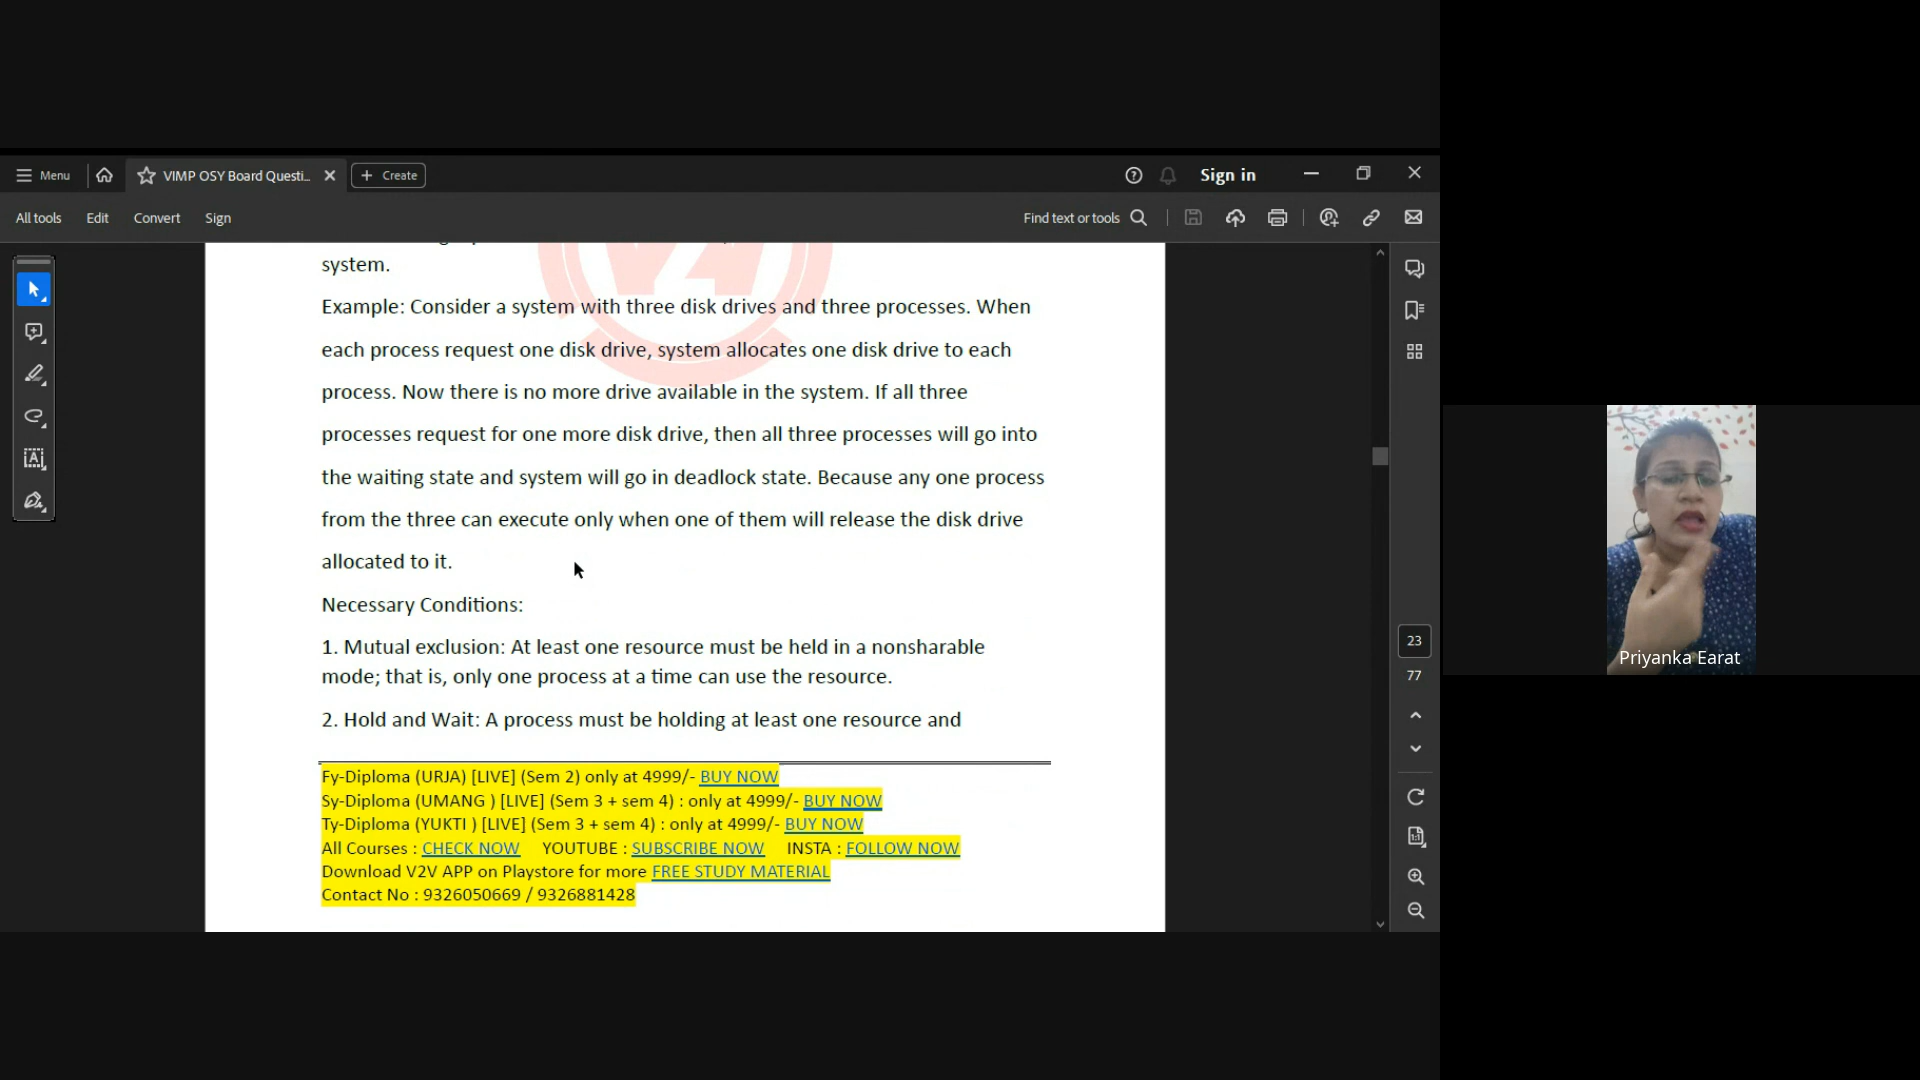 Menu
VIMP OSY Board Questi...
Create
Sign in
All tools
Edit
Convert
Sign
Find text or tools
system.
Example: Consider a system with three disk drives and three processes. When
each process request one disk drive, system allocates one disk drive to each
process. Now there is no more drive available in the system. If all three
processes request for one more disk drive, then all three processes will go into
the waiting state and system will go in deadlock state. Because any one process
from the three can execute only when one of them will release the disk drive
allocated to it.
Necessary Conditions:
1. Mutual exclusion: At least one resource must be held in a nonsharable
mode; that is, only one process at a time can use the resource.
2. Hold and Wait: A process must be holding at least one resource and
Fy-Diploma (URJA) [LIVE] (Sem 2) only at 4999/- BUY NOW
Sy-Diploma (UMANG ) [LIVE] (Sem 3 + sem 4) : only at 4999/- BUY NOW
Ty-Diploma (YUKTI ) [LIVE] (Sem 3 + sem 4) : only at 4999/- BUY NOW
All Courses : CHECK NOW YOUTUBE : SUBSCRIBE NOW INSTA : FOLLOW NOW
Download V2V APP on Playstore for more FREE STUDY MATERIAL
Contact No : 9326050669 / 9326881428
23
77
Priyanka Earat